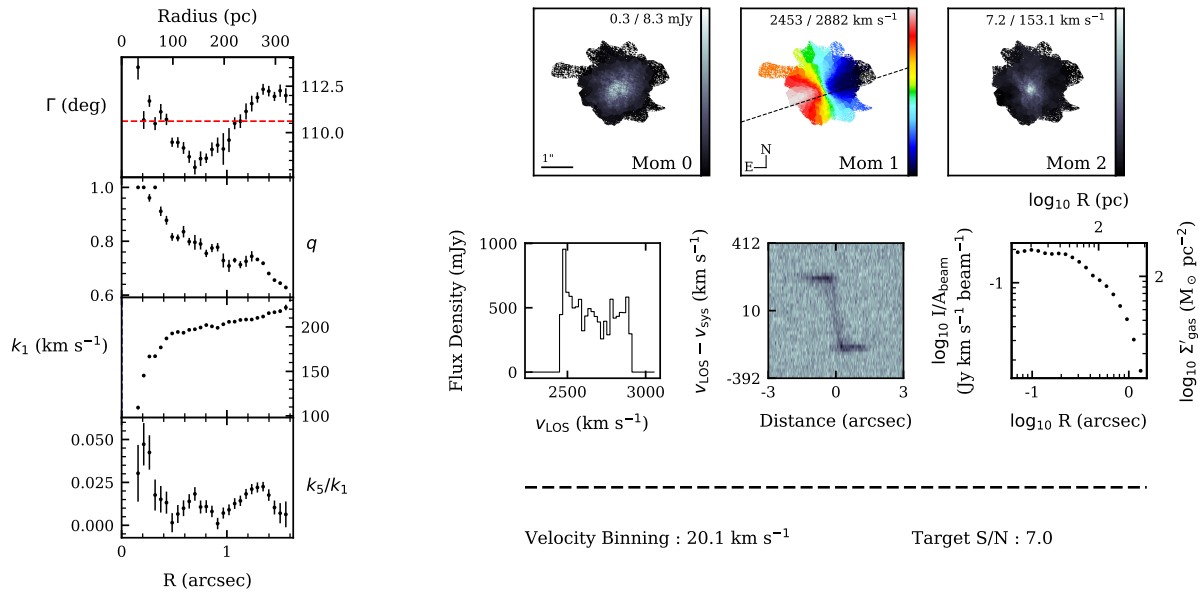 Radius (pc)
0 100 200 300
Γ (deg)
112.5
110.0
1.0
0.8
0.6
q
k₁ (km s⁻¹)
200
150
100
0.050
0.025
0.000
k₅/k₁
0 1
R (arcsec)
0.3 / 8.3 mJy
1"
Mom 0
2453 / 2882 km s⁻¹
N
E
Mom 1
7.2 / 153.1 km s⁻¹
Mom 2
Flux Density (mJy)
1000
500
0
2500 3000
v_LOS (km s⁻¹)
v_LOS − v_sys (km s⁻¹)
412
10
-392
-3 0 3
Distance (arcsec)
log₁₀ R (pc)
2
log₁₀ I/A_beam
(Jy km s⁻¹ beam⁻¹)
-1
2
log₁₀ Σ′_gas (M⊙ pc⁻²)
-1 0
log₁₀ R (arcsec)
Velocity Binning : 20.1 km s⁻¹
Target S/N : 7.0